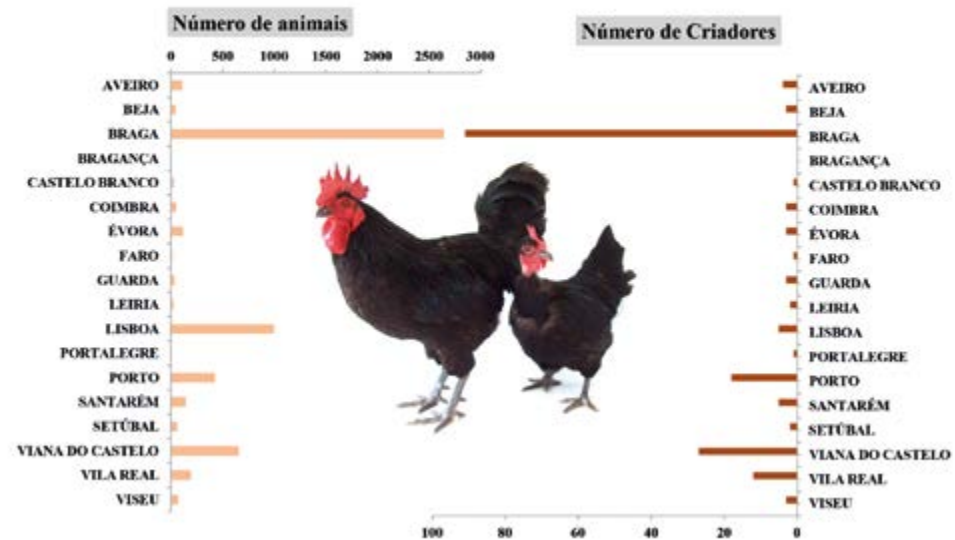 Número de animais
Número de Criadores
0 500 1000 1500 2000 2500 3000
AVEIRO
BEJA
BRAGA
BRAGANÇA
CASTELO BRANCO
COIMBRA
ÉVORA
FARO
GUARDA
LEIRIA
LISBOA
PORTALEGRE
PORTO
SANTARÉM
SETÚBAL
VIANA DO CASTELO
VILA REAL
VISEU
AVEIRO
BEJA
BRAGA
BRAGANÇA
CASTELO BRANCO
COIMBRA
ÉVORA
FARO
GUARDA
LEIRIA
LISBOA
PORTALEGRE
PORTO
SANTARÉM
SETÚBAL
VIANA DO CASTELO
VILA REAL
VISEU
100 80 60 40 20 0